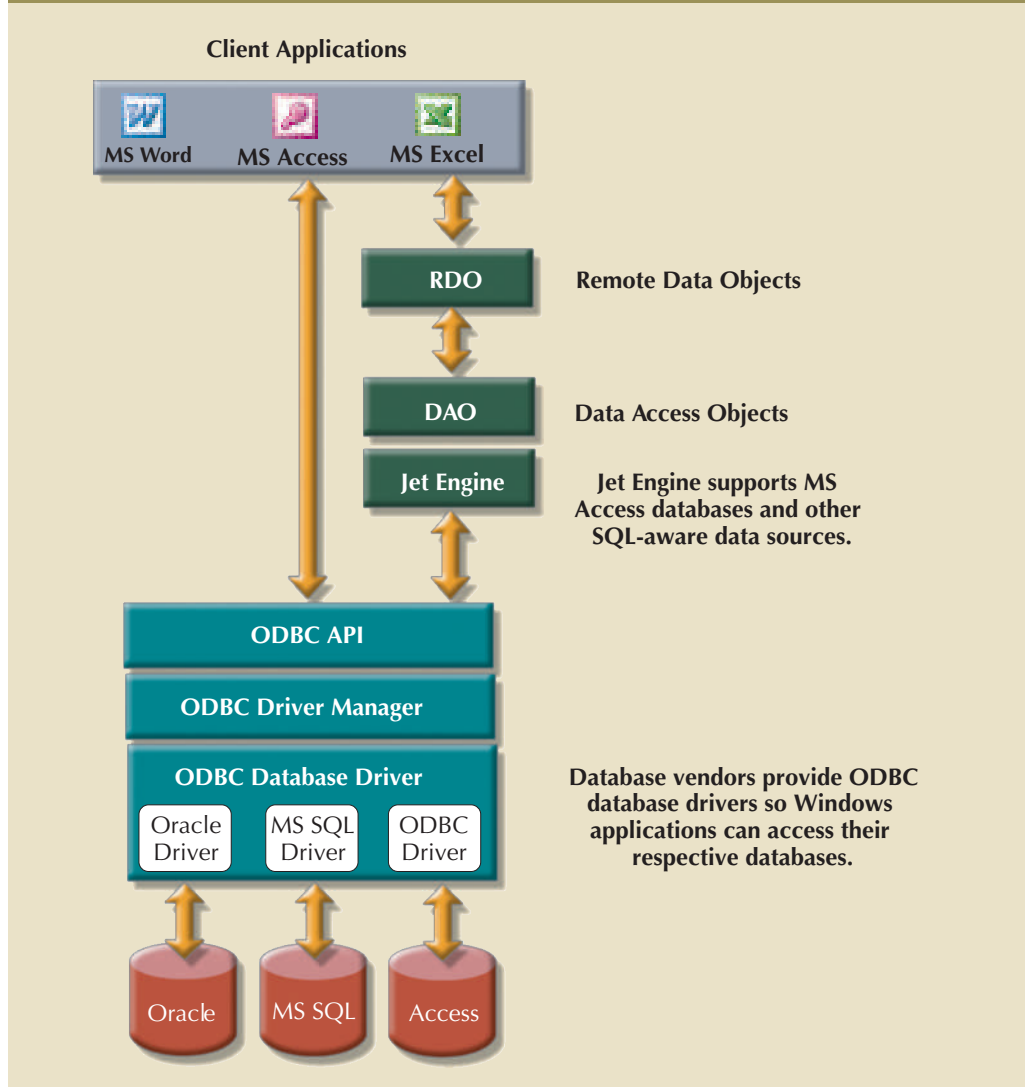 Client Applications
MS Word
MS Access
MS Excel
RDO
Remote Data Objects
DAO
Data Access Objects
Jet Engine
Jet Engine supports MS
Access databases and other
SQL-aware data sources.
ODBC API
ODBC Driver Manager
ODBC Database Driver
Oracle
Driver
MS SQL
Driver
ODBC
Driver
Database vendors provide ODBC
database drivers so Windows
applications can access their
respective databases.
Oracle
MS SQL
Access